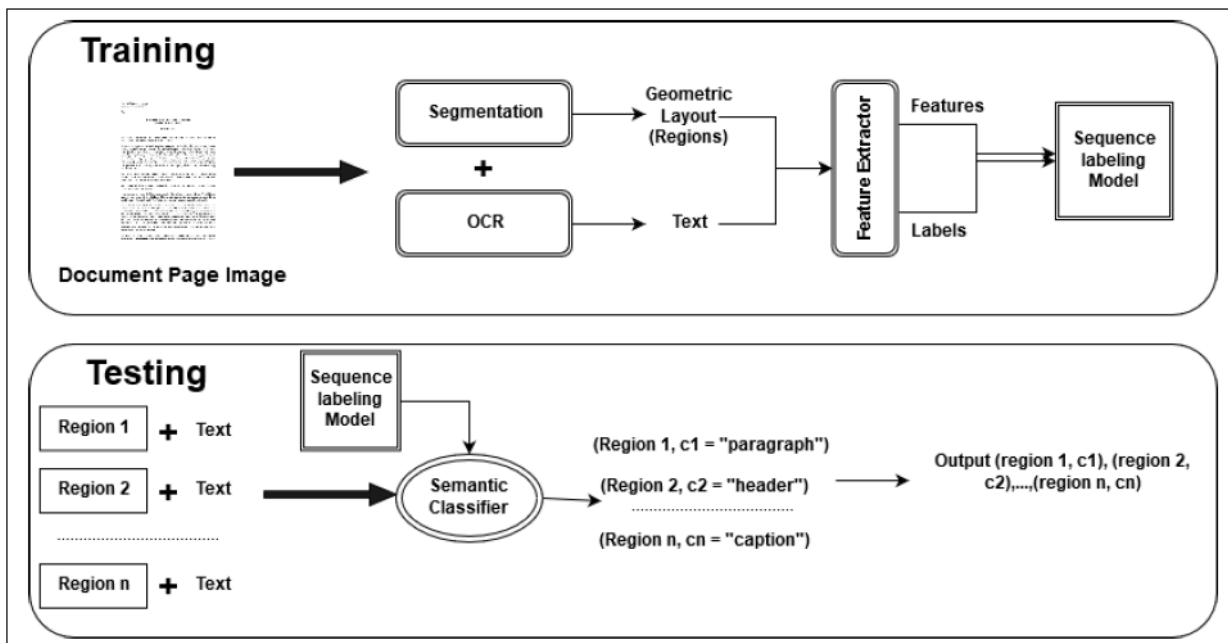 Training
Document Page Image
Segmentation
+
OCR
Geometric
Layout
(Regions)
Text
Feature Extractor
Features
Labels
Sequence
labeling
Model
Testing
Region 1 + Text
Region 2 + Text
Region n + Text
Sequence
labeling
Model
Semantic
Classifier
(Region 1, c1 = "paragraph")
(Region 2, c2 = "header")
(Region n, cn = "caption")
Output (region 1, c1), (region 2,
c2),...,(region n, cn)